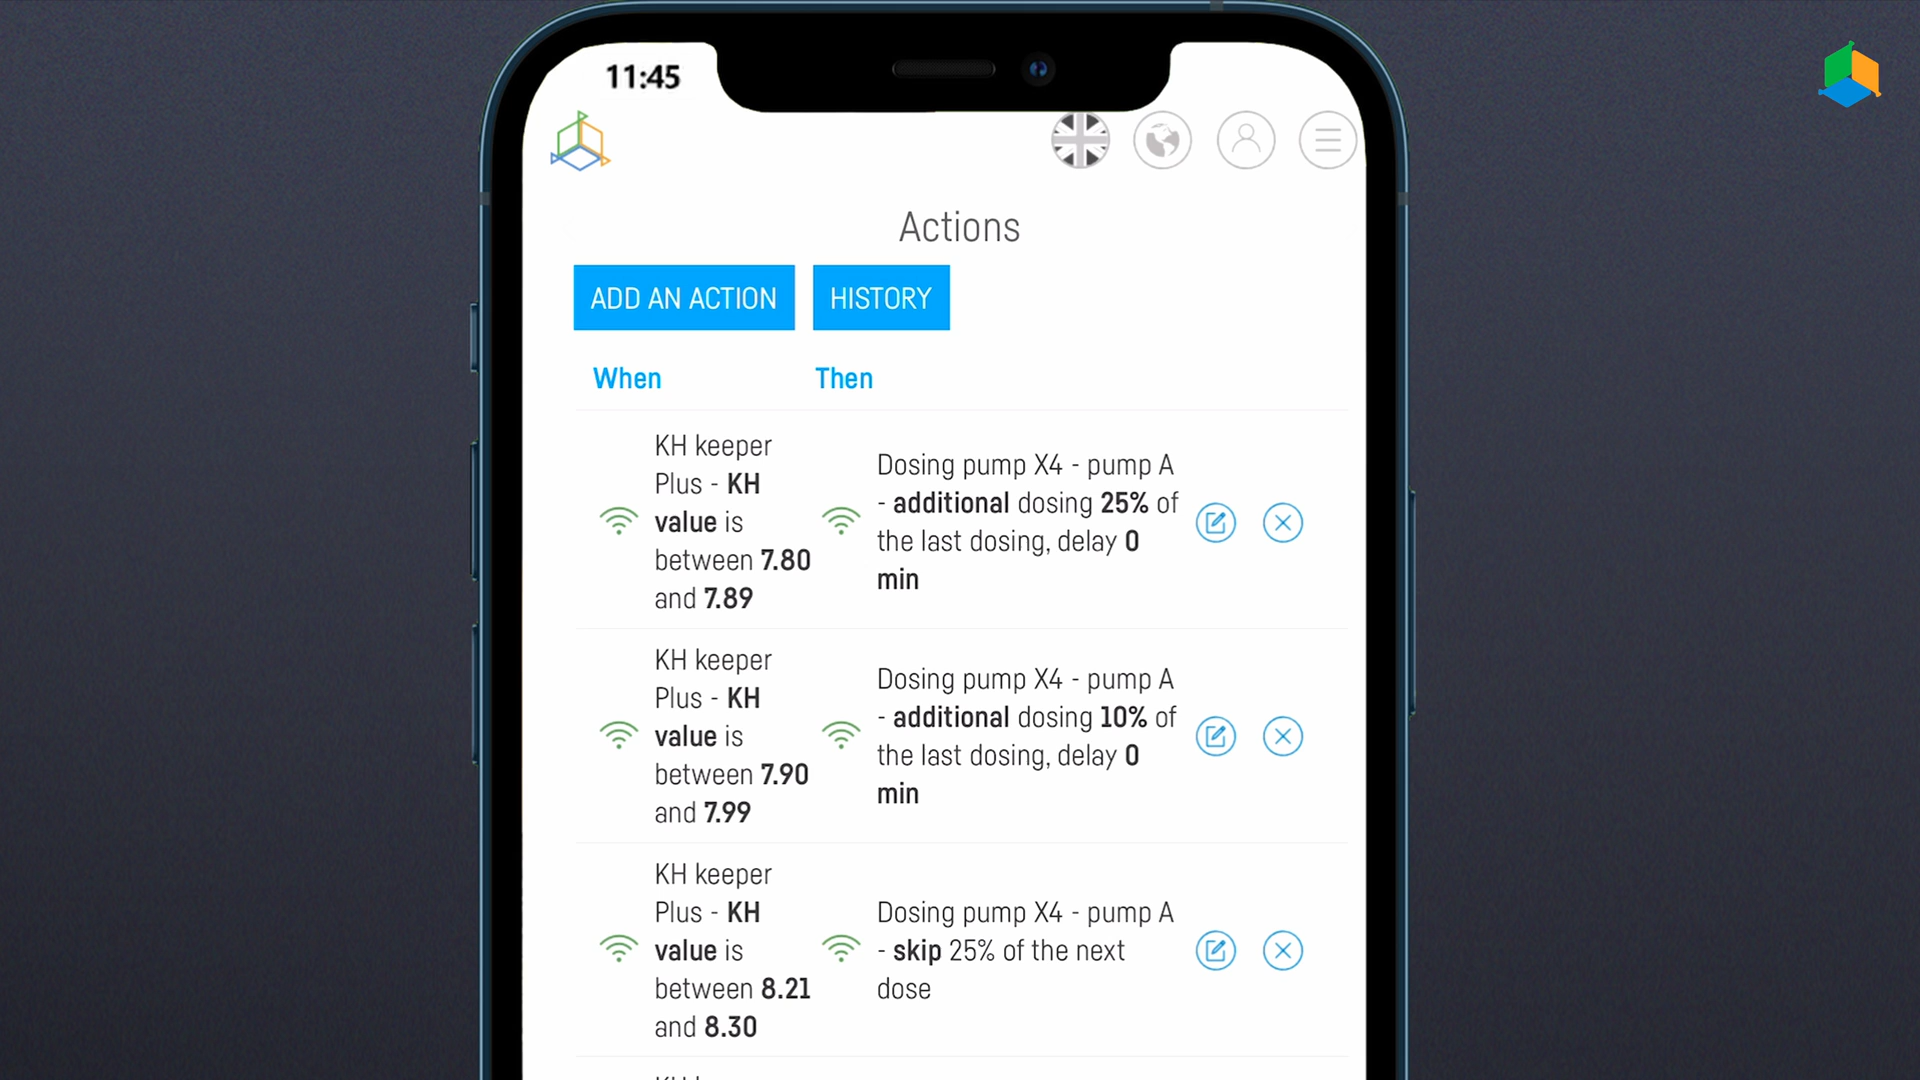 11:45
Actions
ADD AN ACTION
HISTORY
When
Then
KH keeper
Plus - KH
value is
between 7.80
and 7.89
Dosing pump X4 - pump A
- additional dosing 25% of
the last dosing, delay 0
min
KH keeper
Plus - KH
value is
between 7.90
and 7.99
Dosing pump X4 - pump A
- additional dosing 10% of
the last dosing, delay 0
min
KH keeper
Plus - KH
value is
between 8.21
and 8.30
Dosing pump X4 - pump A
- skip 25% of the next
dose